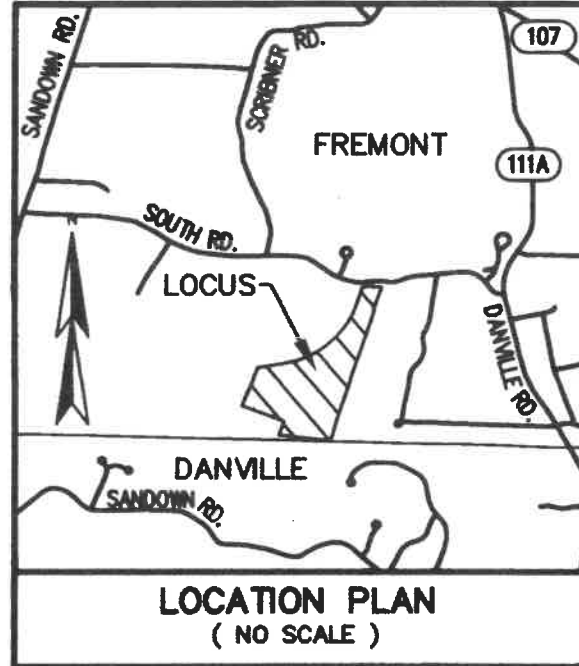 SANDOWN RD.
SCRIBNER RD.
107
FREMONT
111A
SOUTH RD.
N
LOCUS
DANVILLE RD.
DANVILLE
SANDOWN RD.
LOCATION PLAN
( NO SCALE )